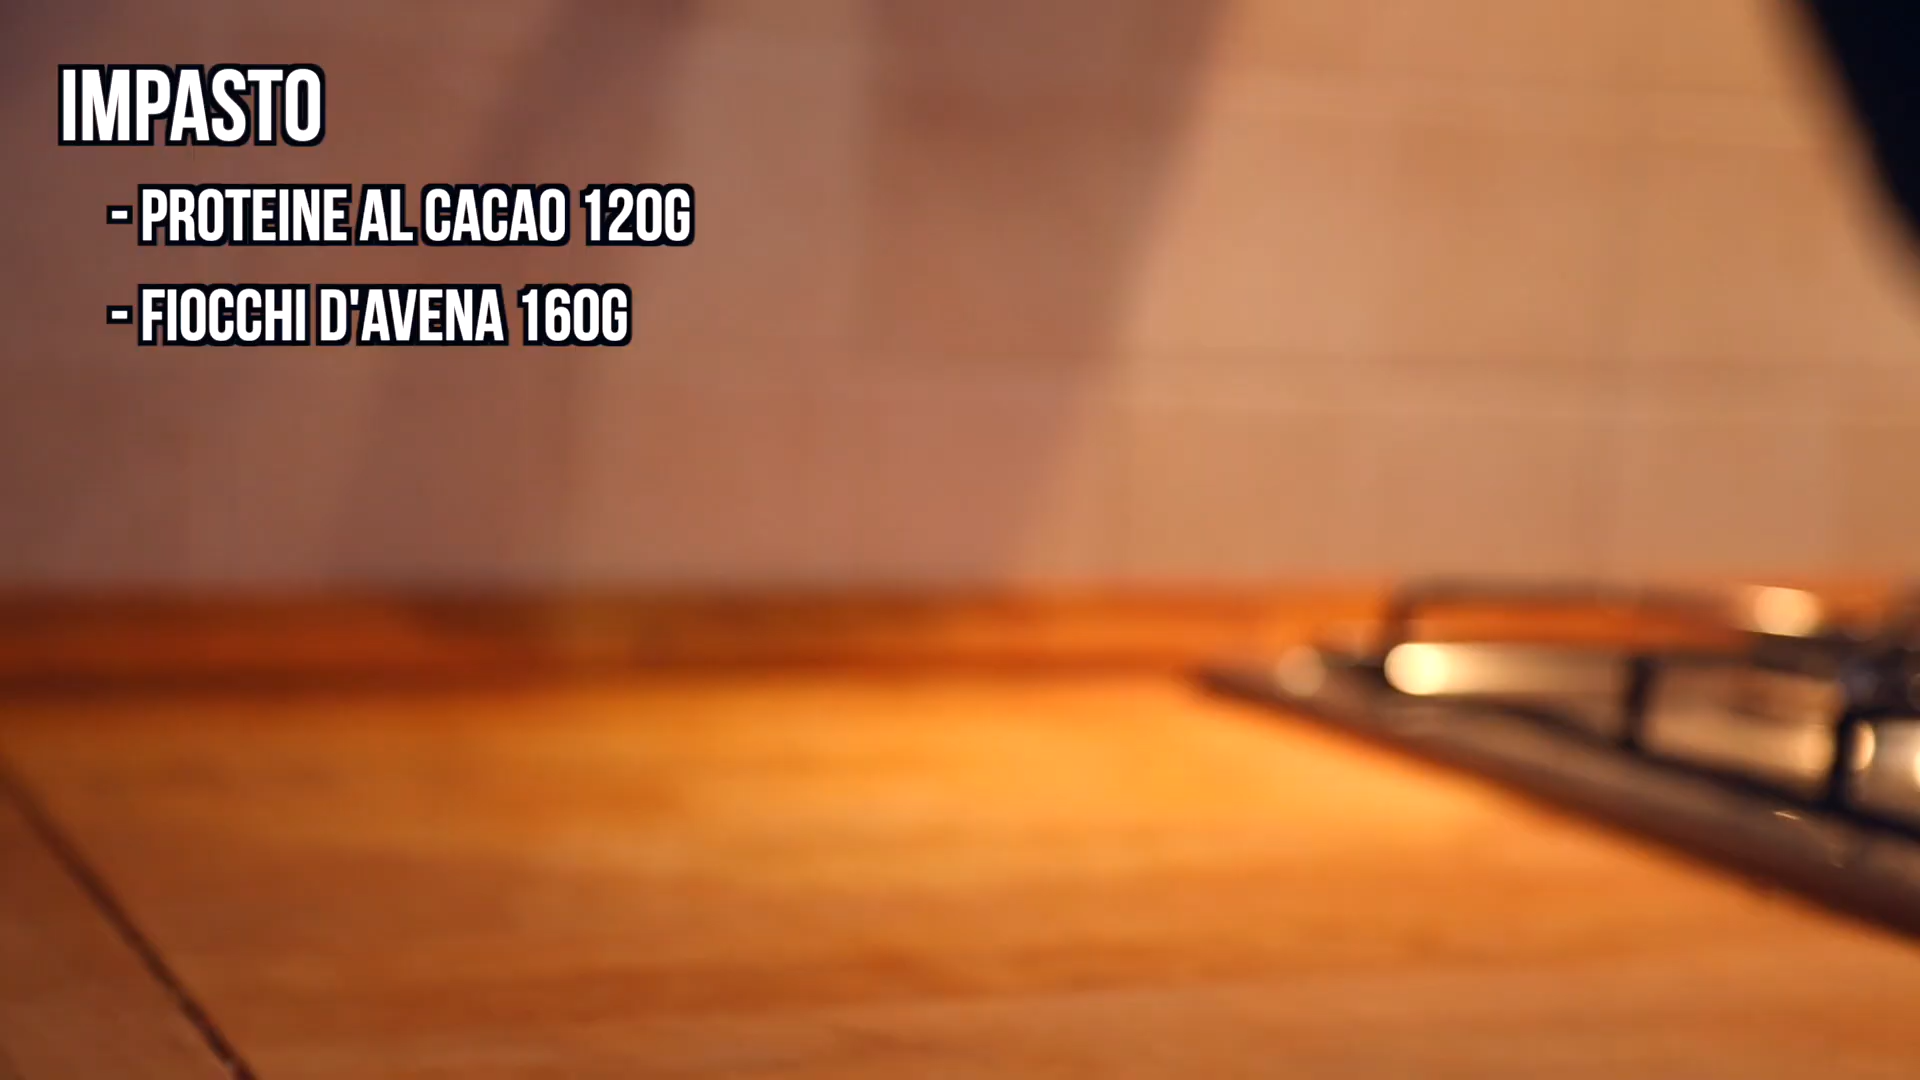 IMPASTO
- PROTEINE AL CACAO 120G
- FIOCCHI D'AVENA 160G